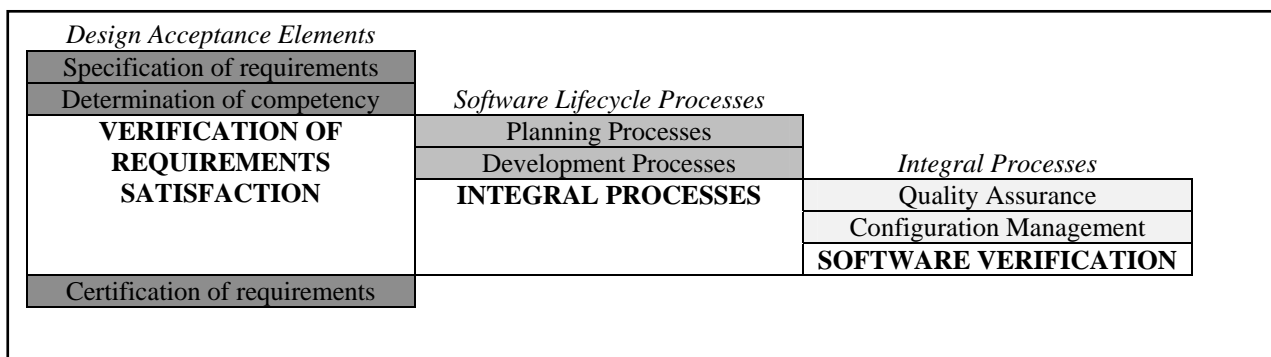 Design Acceptance Elements
Specification of requirements
Determination of competency
VERIFICATION OF
REQUIREMENTS
SATISFACTION
Certification of requirements
Software Lifecycle Processes
Planning Processes
Development Processes
INTEGRAL PROCESSES
Integral Processes
Quality Assurance
Configuration Management
SOFTWARE VERIFICATION